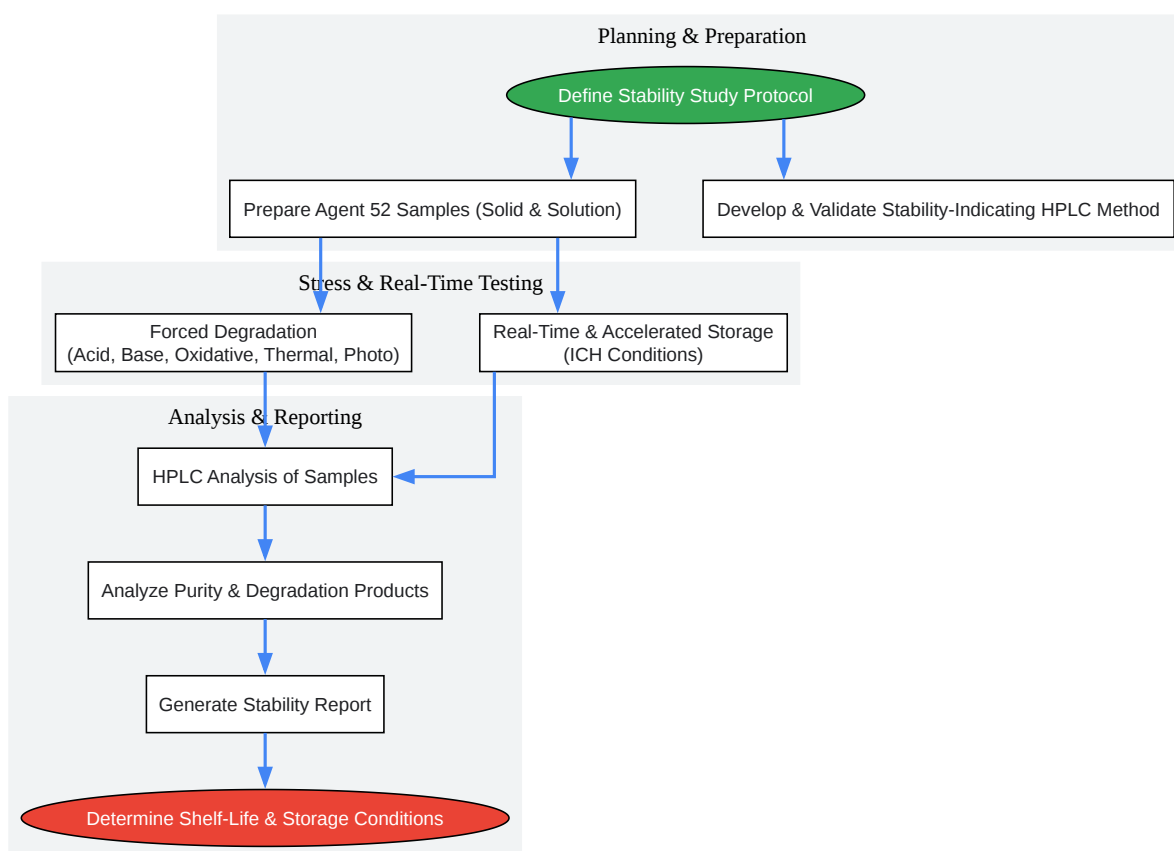 Planning & Preparation
Define Stability Study Protocol
Prepare Agent 52 Samples (Solid & Solution)
Develop & Validate Stability-Indicating HPLC Method
Stress & Real-Time Testing
Forced Degradation
(Acid, Base, Oxidative, Thermal, Photo)
Real-Time & Accelerated Storage
(ICH Conditions)
Analysis & Reporting
HPLC Analysis of Samples
Analyze Purity & Degradation Products
Generate Stability Report
Determine Shelf-Life & Storage Conditions